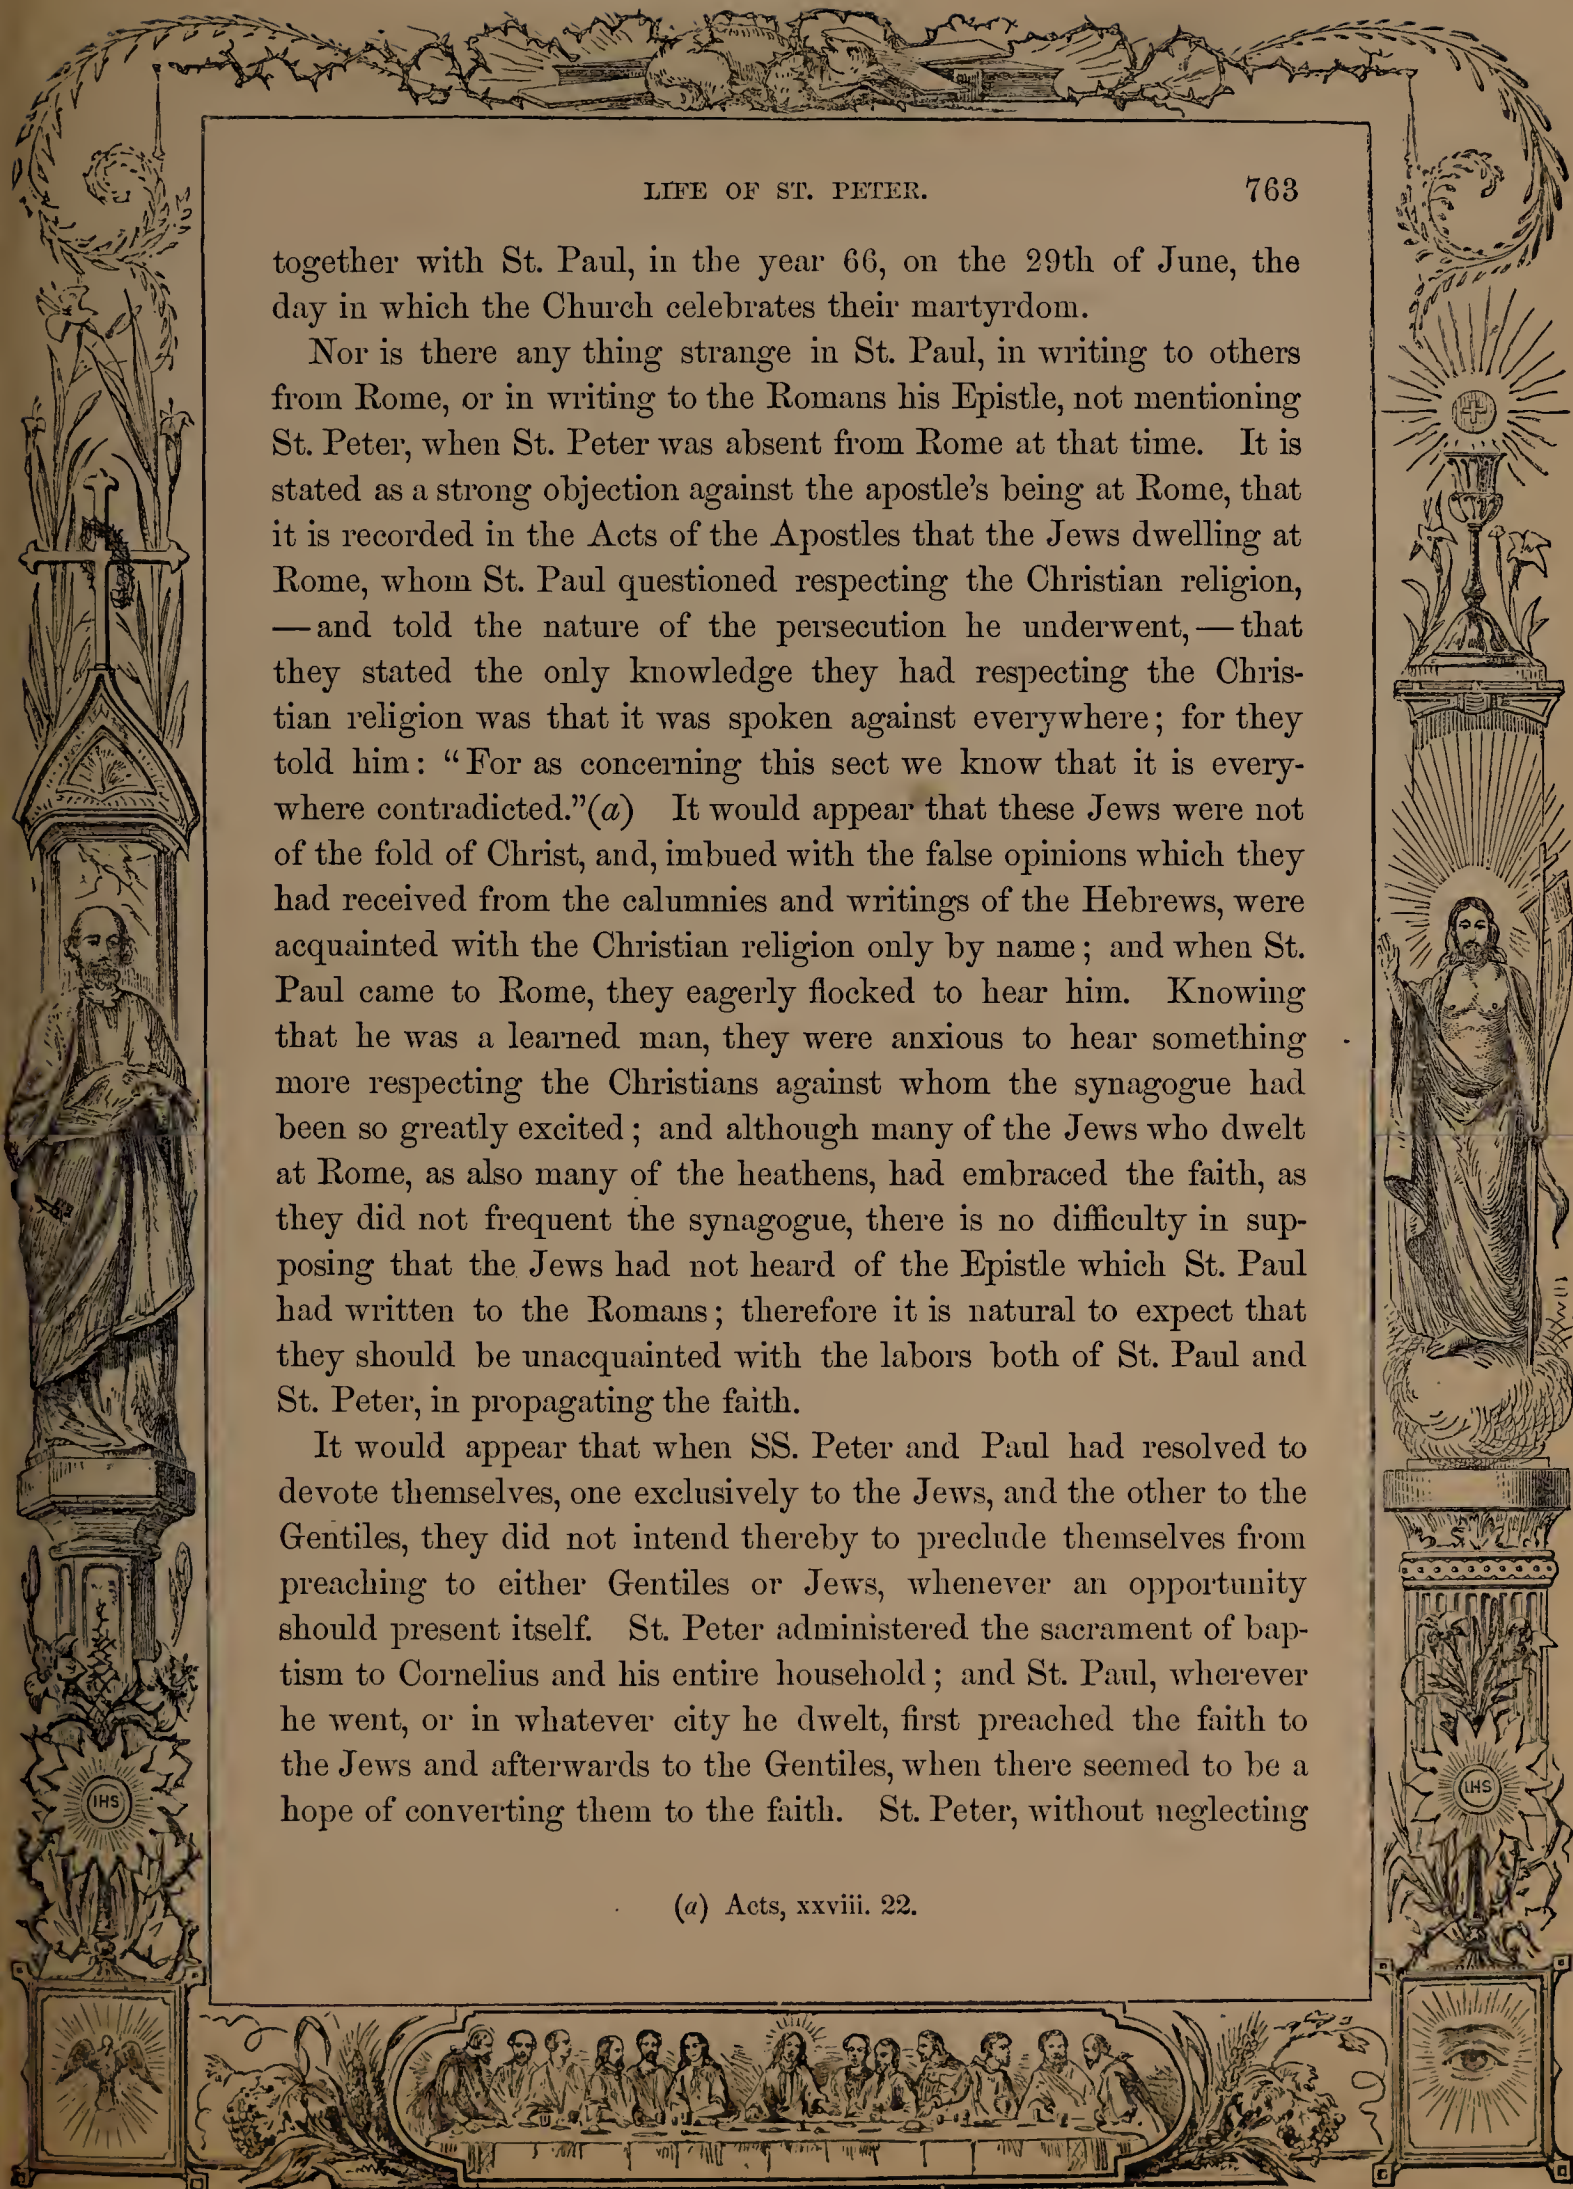 LIFE OF ST. PETER. 763
together with St. Paul, in the year 66, on the 29th of June, the
day in which the Church celebrates their martyrdom.
Nor is there any thing strange in St. Paul, in writing to others
from Rome, or in writing to the Romans his Epistle, not mentioning
St. Peter, when St. Peter was absent from Rome at that time. It is
stated as a strong objection against the apostle's being at Rome, that
it is recorded in the Acts of the Apostles that the Jews dwelling at
Rome, whom St. Paul questioned respecting the Christian religion,
—and told the nature of the persecution he underwent,—that
they stated the only knowledge they had respecting the Chris-
tian religion was that it was spoken against everywhere; for they
told him: "For as concerning this sect we know that it is every-
where contradicted."(a) It would appear that these Jews were not
of the fold of Christ, and, imbued with the false opinions which they
had received from the calumnies and writings of the Hebrews, were
acquainted with the Christian religion only by name; and when St.
Paul came to Rome, they eagerly flocked to hear him. Knowing
that he was a learned man, they were anxious to hear something
more respecting the Christians against whom the synagogue had
been so greatly excited; and although many of the Jews who dwelt
at Rome, as also many of the heathens, had embraced the faith, as
they did not frequent the synagogue, there is no difficulty in sup-
posing that the Jews had not heard of the Epistle which St. Paul
had written to the Romans; therefore it is natural to expect that
they should be unacquainted with the labors both of St. Paul and
St. Peter, in propagating the faith.
It would appear that when SS. Peter and Paul had resolved to
devote themselves, one exclusively to the Jews, and the other to the
Gentiles, they did not intend thereby to preclude themselves from
preaching to either Gentiles or Jews, whenever an opportunity
should present itself. St. Peter administered the sacrament of bap-
tism to Cornelius and his entire household; and St. Paul, wherever
he went, or in whatever city he dwelt, first preached the faith to
the Jews and afterwards to the Gentiles, when there seemed to be a
hope of converting them to the faith. St. Peter, without neglecting
(a) Acts, xxviii. 22.
IHS
IHS